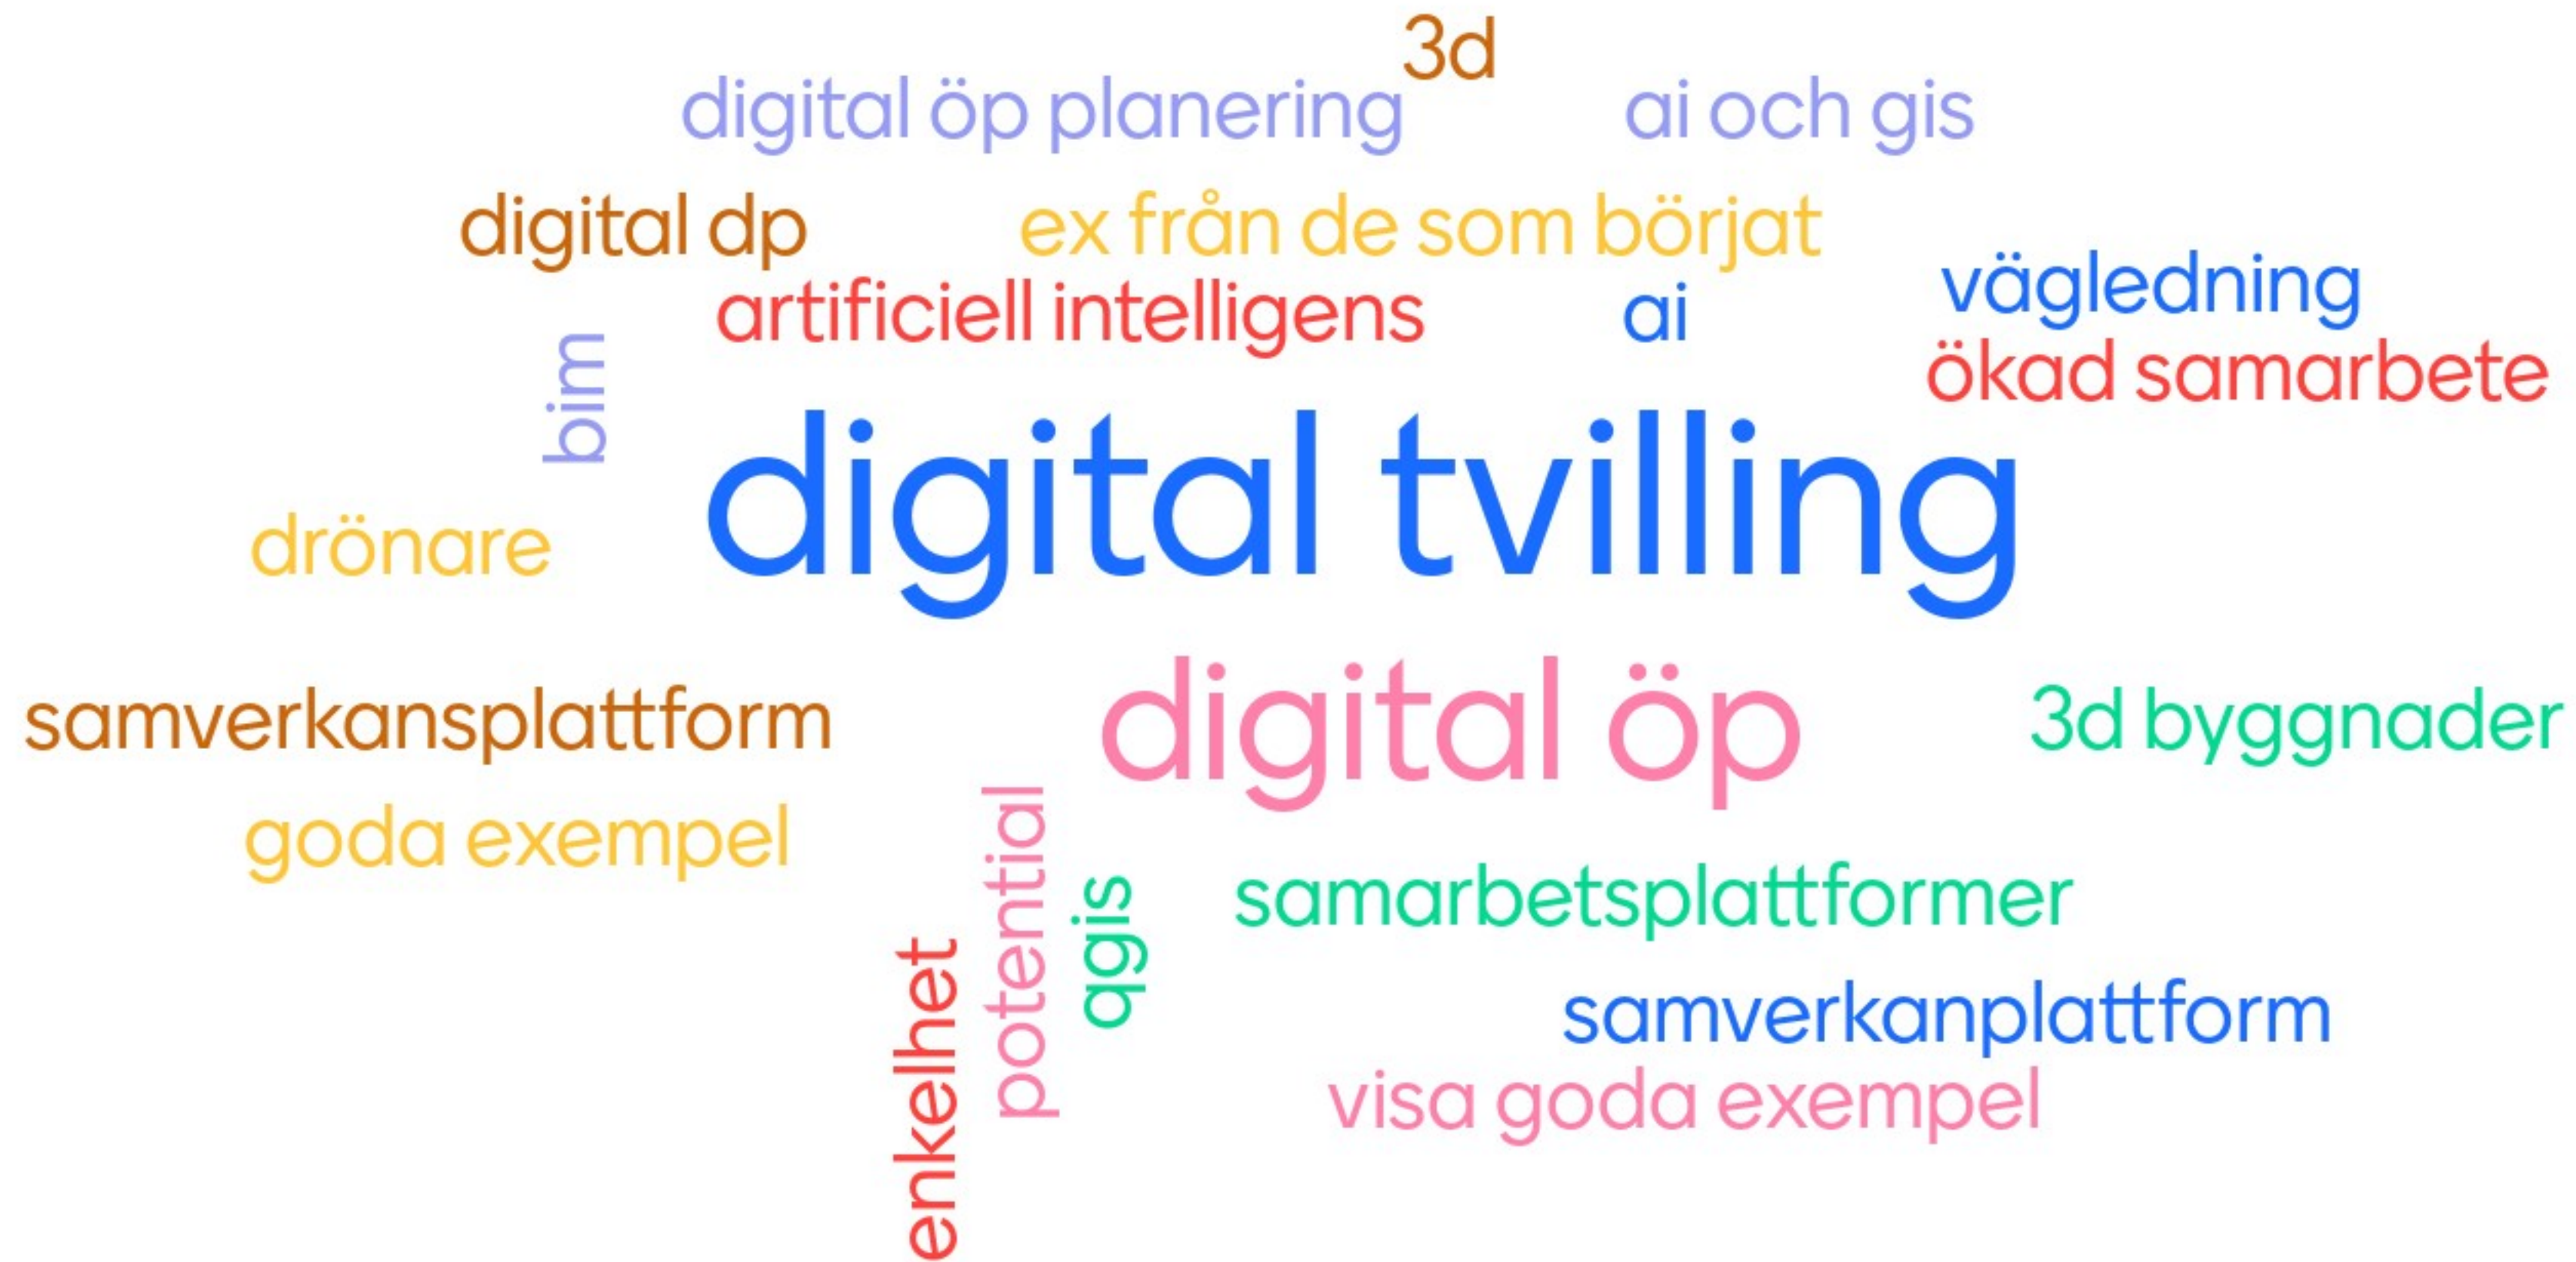 3d
digital öp planering
ai och gis
digital dp
ex från de som börjat
vägledning
artificiell intelligens
ai
ökad samarbete
bim
digital tvilling
drönare
samverkansplattform
digital öp
3d byggnader
goda exempel
potential
qgis
samarbetsplattformer
enkelhet
samverkanplattform
visa goda exempel